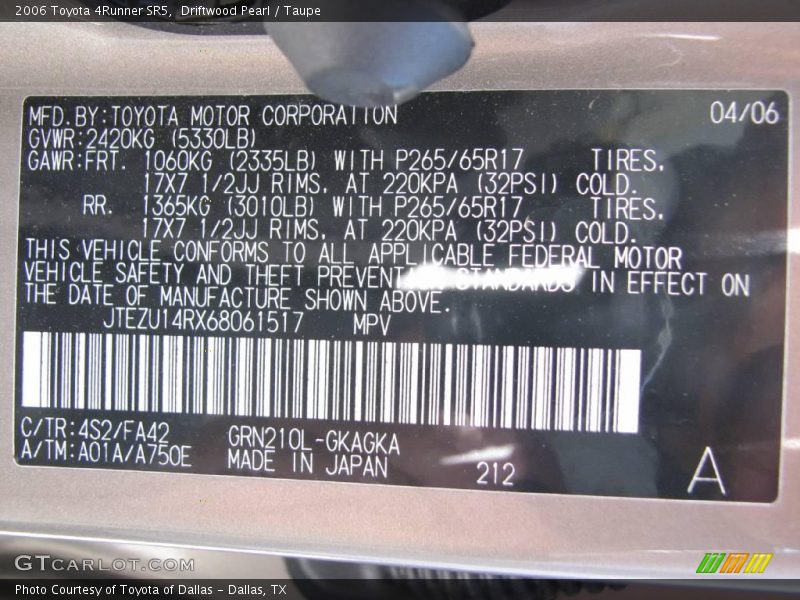 2006 Toyota 4Runner SR5, Driftwood Pearl / Taupe
MFD. BY: TOYOTA MOTOR CORPORATION 04/06
GVWR: 2420KG (5330LB)
GAWR: FRT. 1060KG (2335LB) WITH P265/65R17 TIRES,
17X7 1/2JJ RIMS, AT 220KPA (32PSI) COLD.
RR. 1365KG (3010LB) WITH P265/65R17 TIRES,
17X7 1/2JJ RIMS, AT 220KPA (32PSI) COLD.
THIS VEHICLE CONFORMS TO ALL APPLICABLE FEDERAL MOTOR
VEHICLE SAFETY AND THEFT PREVENTION STANDARDS IN EFFECT ON
THE DATE OF MANUFACTURE SHOWN ABOVE.
JTEZU14RX68061517 MPV
C/TR: 4S2/FA42 GRN210L-GKAGKA
A/TM: A01A/A750E MADE IN JAPAN 212 A
GTCARLOT.COM
Photo Courtesy of Toyota of Dallas - Dallas, TX